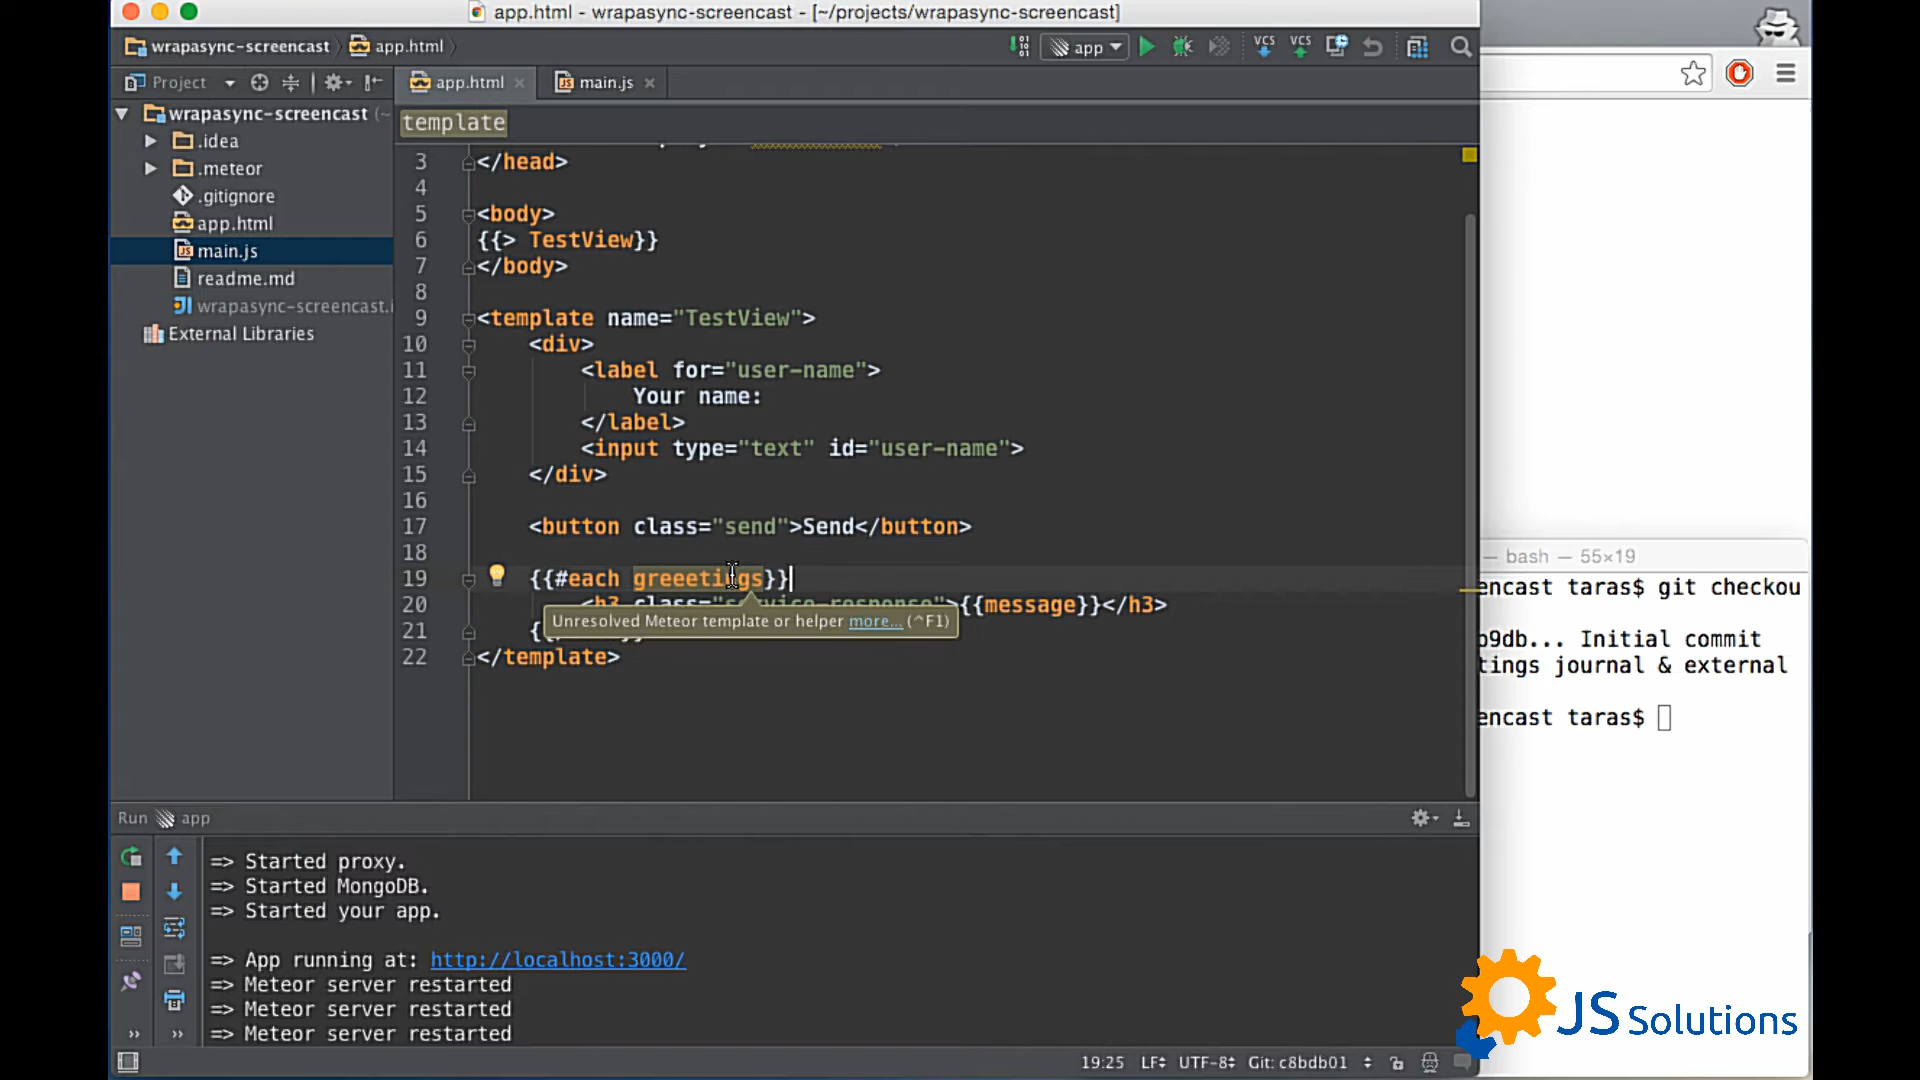 app.html - wrapasync-screencast - [~/projects/wrapasync-screencast]
wrapasync-screencast app.html
app
VCS VCS
Project
app.html
main.js
wrapasync-screencast (~
template
.idea
.meteor
.gitignore
app.html
main.js
readme.md
wrapasync-screencast.i
External Libraries
3 </head>
4
5 <body>
6 {{> TestView}}
7 </body>
8
9 <template name="TestView">
10 <div>
11 <label for="user-name">
12 Your name:
13 </label>
14 <input type="text" id="user-name">
15 </div>
16
17 <button class="send">Send</button>
18
19 {{#each greeetings}}
20 <h3 class="service-response">{{message}}</h3>
Unresolved Meteor template or helper more... (^F1)
21 {
22 </template>
— bash — 55×19
encast taras$ git checkou
b9db... Initial commit
tings journal & external
encast taras$
Run app
=> Started proxy.
=> Started MongoDB.
=> Started your app.
=> App running at: http://localhost:3000/
=> Meteor server restarted
=> Meteor server restarted
=> Meteor server restarted
JS Solutions
19:25 LF UTF-8 Git: c8bdb01